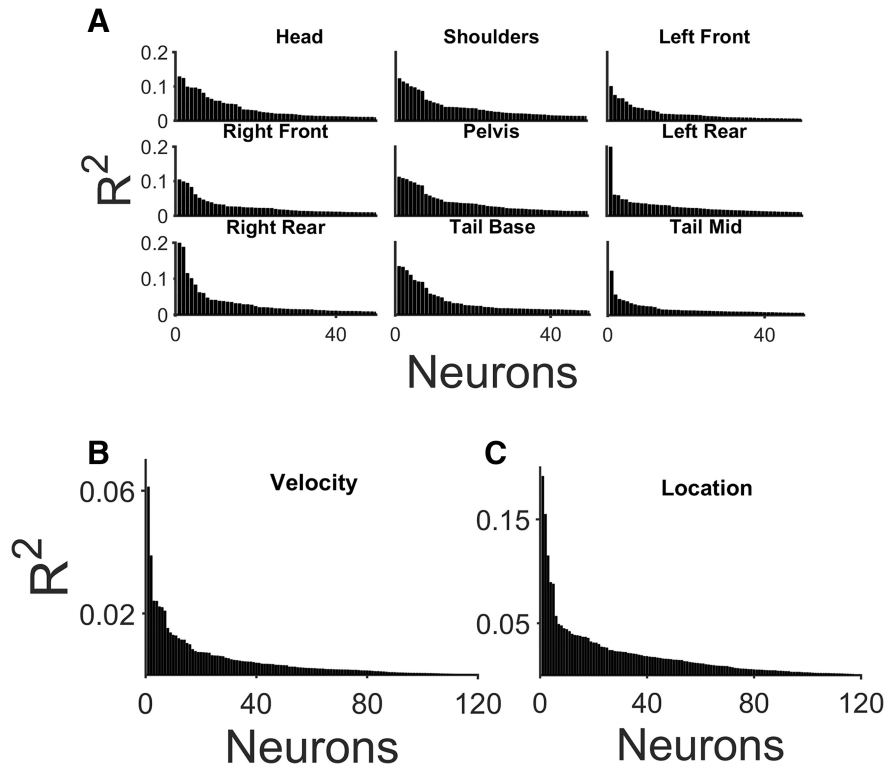 A
Head Shoulders Left Front
0.2
0.1
0
Right Front Pelvis Left Rear
0.2
R2
0.1
0
Right Rear Tail Base Tail Mid
0.2
0.1
0
0 40 0 40 0 40
Neurons
B C
Velocity Location
0.06
0.15
R2
0.02
0.05
0 40 80 120 0 40 80 120
Neurons Neurons